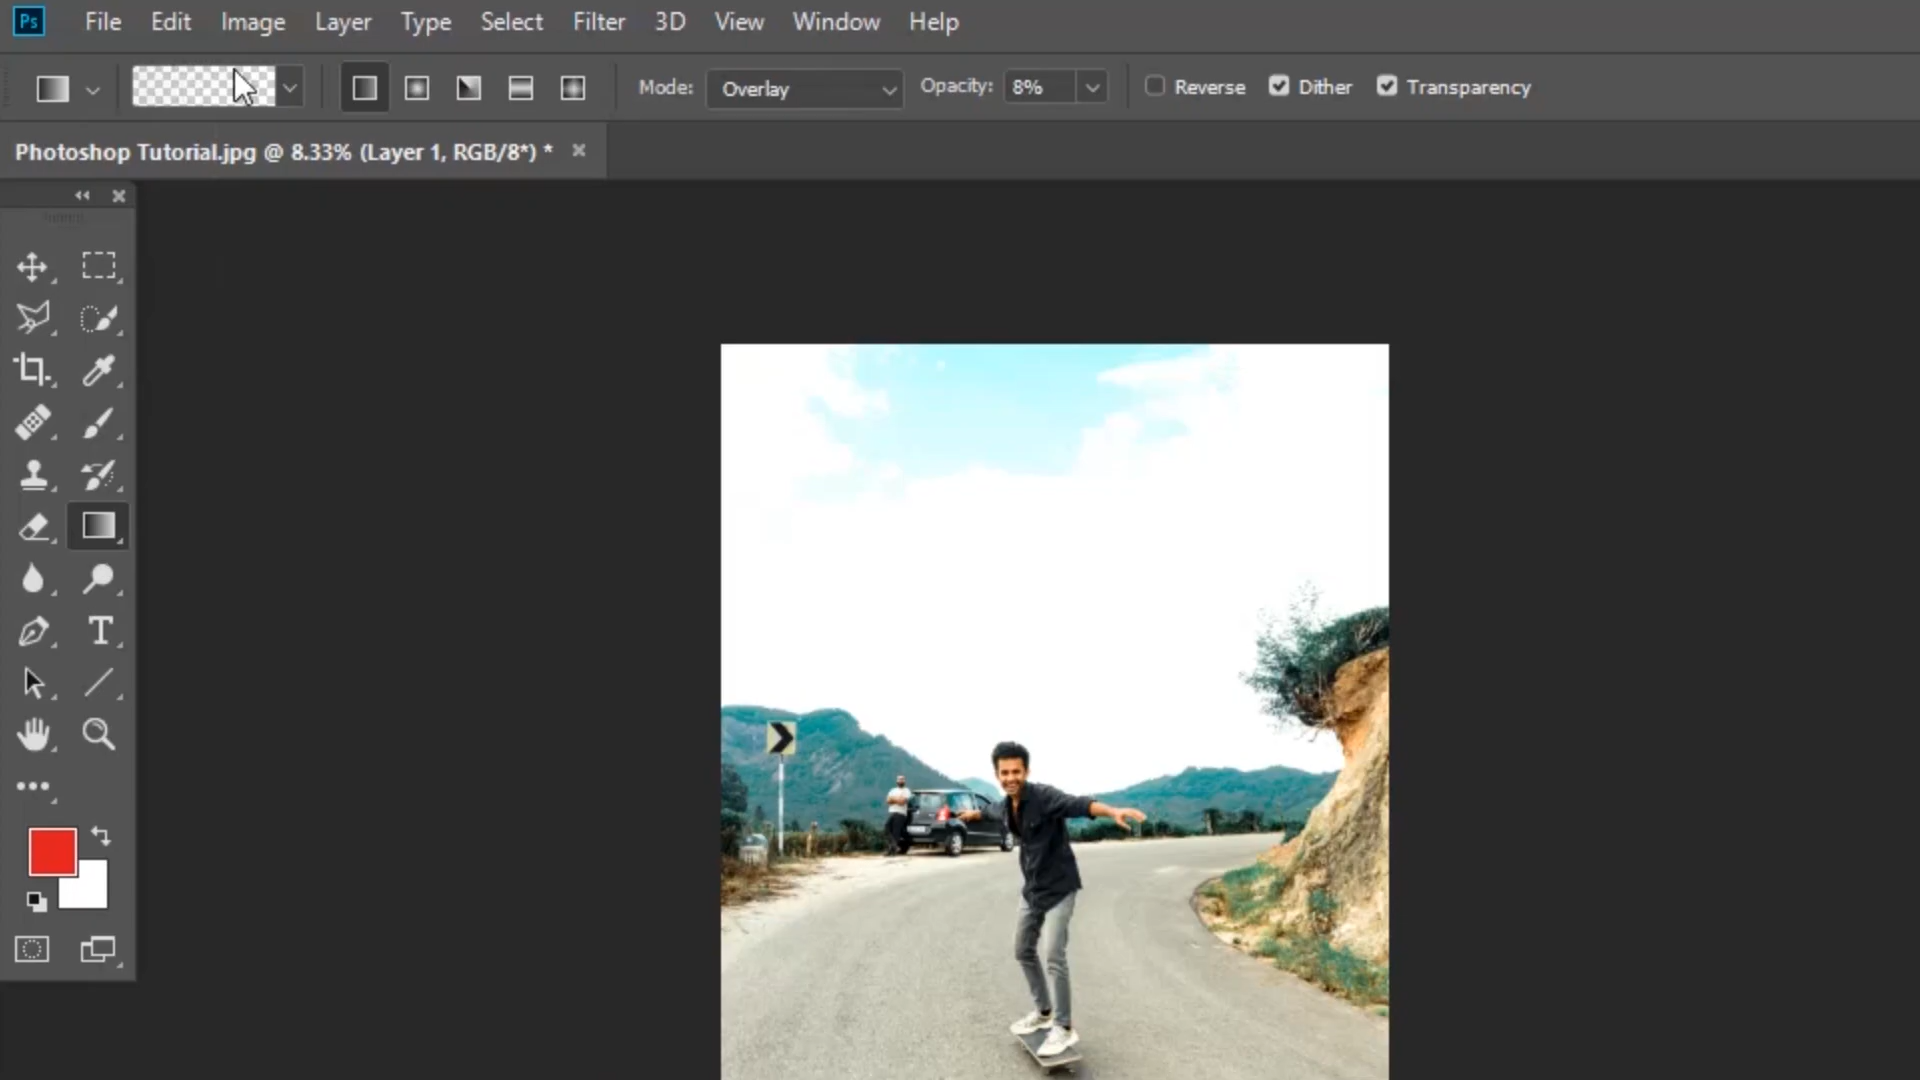 Ps File Edit Image Layer Type Select Filter 3D View Window Help
Mode: Overlay Opacity: 8% Reverse Dither Transparency
Photoshop Tutorial.jpg @ 8.33% (Layer 1, RGB/8*) *